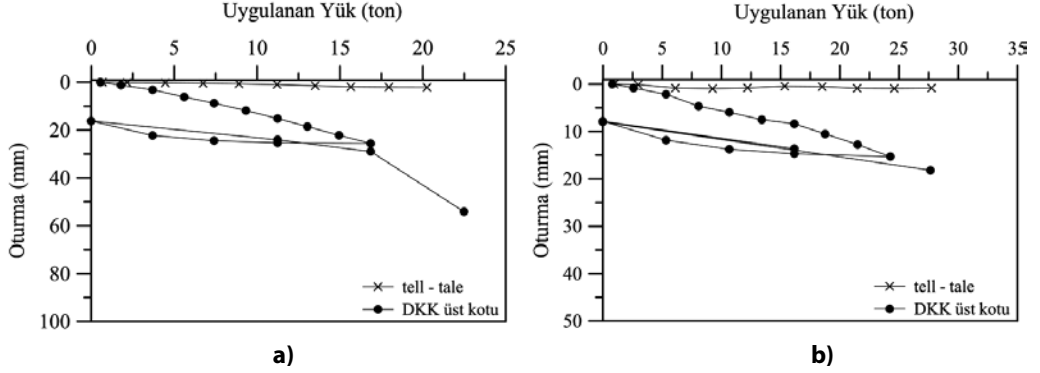 Uygulanan Yük (ton)
0 5 10 15 20 25
0
20
40
60
80
100
Oturma (mm)
tell - tale
DKK üst kotu
a)
Uygulanan Yük (ton)
0 5 10 15 20 25 30 35
0
10
20
30
40
50
Oturma (mm)
tell - tale
DKK üst kotu
b)